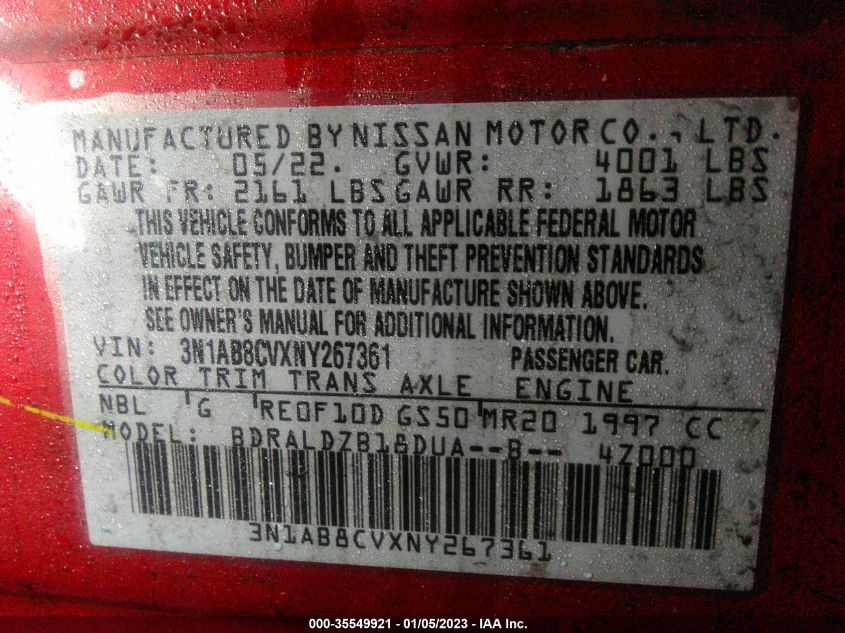 MANUFACTURED BY NISSAN MOTOR CO., LTD.
DATE: 05/22. GVWR: 4001 LBS
GAWR FR: 2161 LBS GAWR RR: 1863 LBS
THIS VEHICLE CONFORMS TO ALL APPLICABLE FEDERAL MOTOR
VEHICLE SAFETY, BUMPER AND THEFT PREVENTION STANDARDS
IN EFFECT ON THE DATE OF MANUFACTURE SHOWN ABOVE.
SEE OWNER'S MANUAL FOR ADDITIONAL INFORMATION.
VIN: 3N1AB8CVXNY267361 PASSENGER CAR.
COLOR TRIM TRANS AXLE ENGINE
NBL G RE0F10D GS50 MR20 1997 CC
MODEL: BDRALDZB18DUA--B-- 4Z000
3N1AB8CVXNY267361
000-35549921 - 01/05/2023 - IAA Inc.